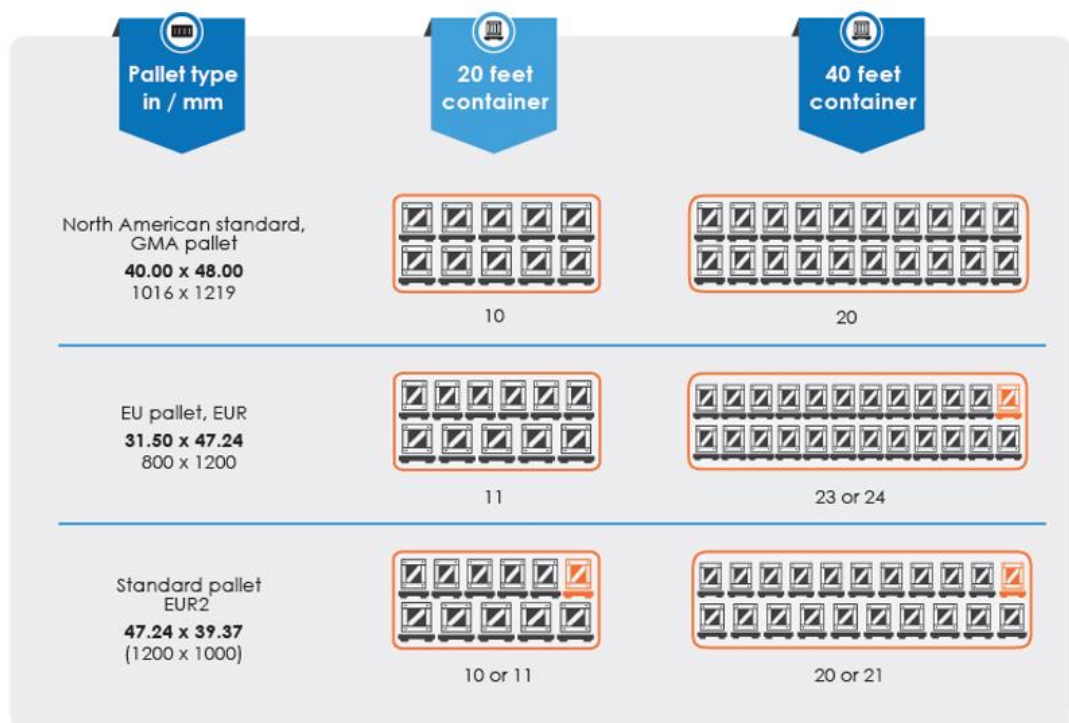 Pallet type
in / mm
20 feet
container
40 feet
container
North American standard,
GMA pallet
40.00 x 48.00
1016 x 1219
10
20
EU pallet, EUR
31.50 x 47.24
800 x 1200
11
23 or 24
Standard pallet
EUR2
47.24 x 39.37
(1200 x 1000)
10 or 11
20 or 21